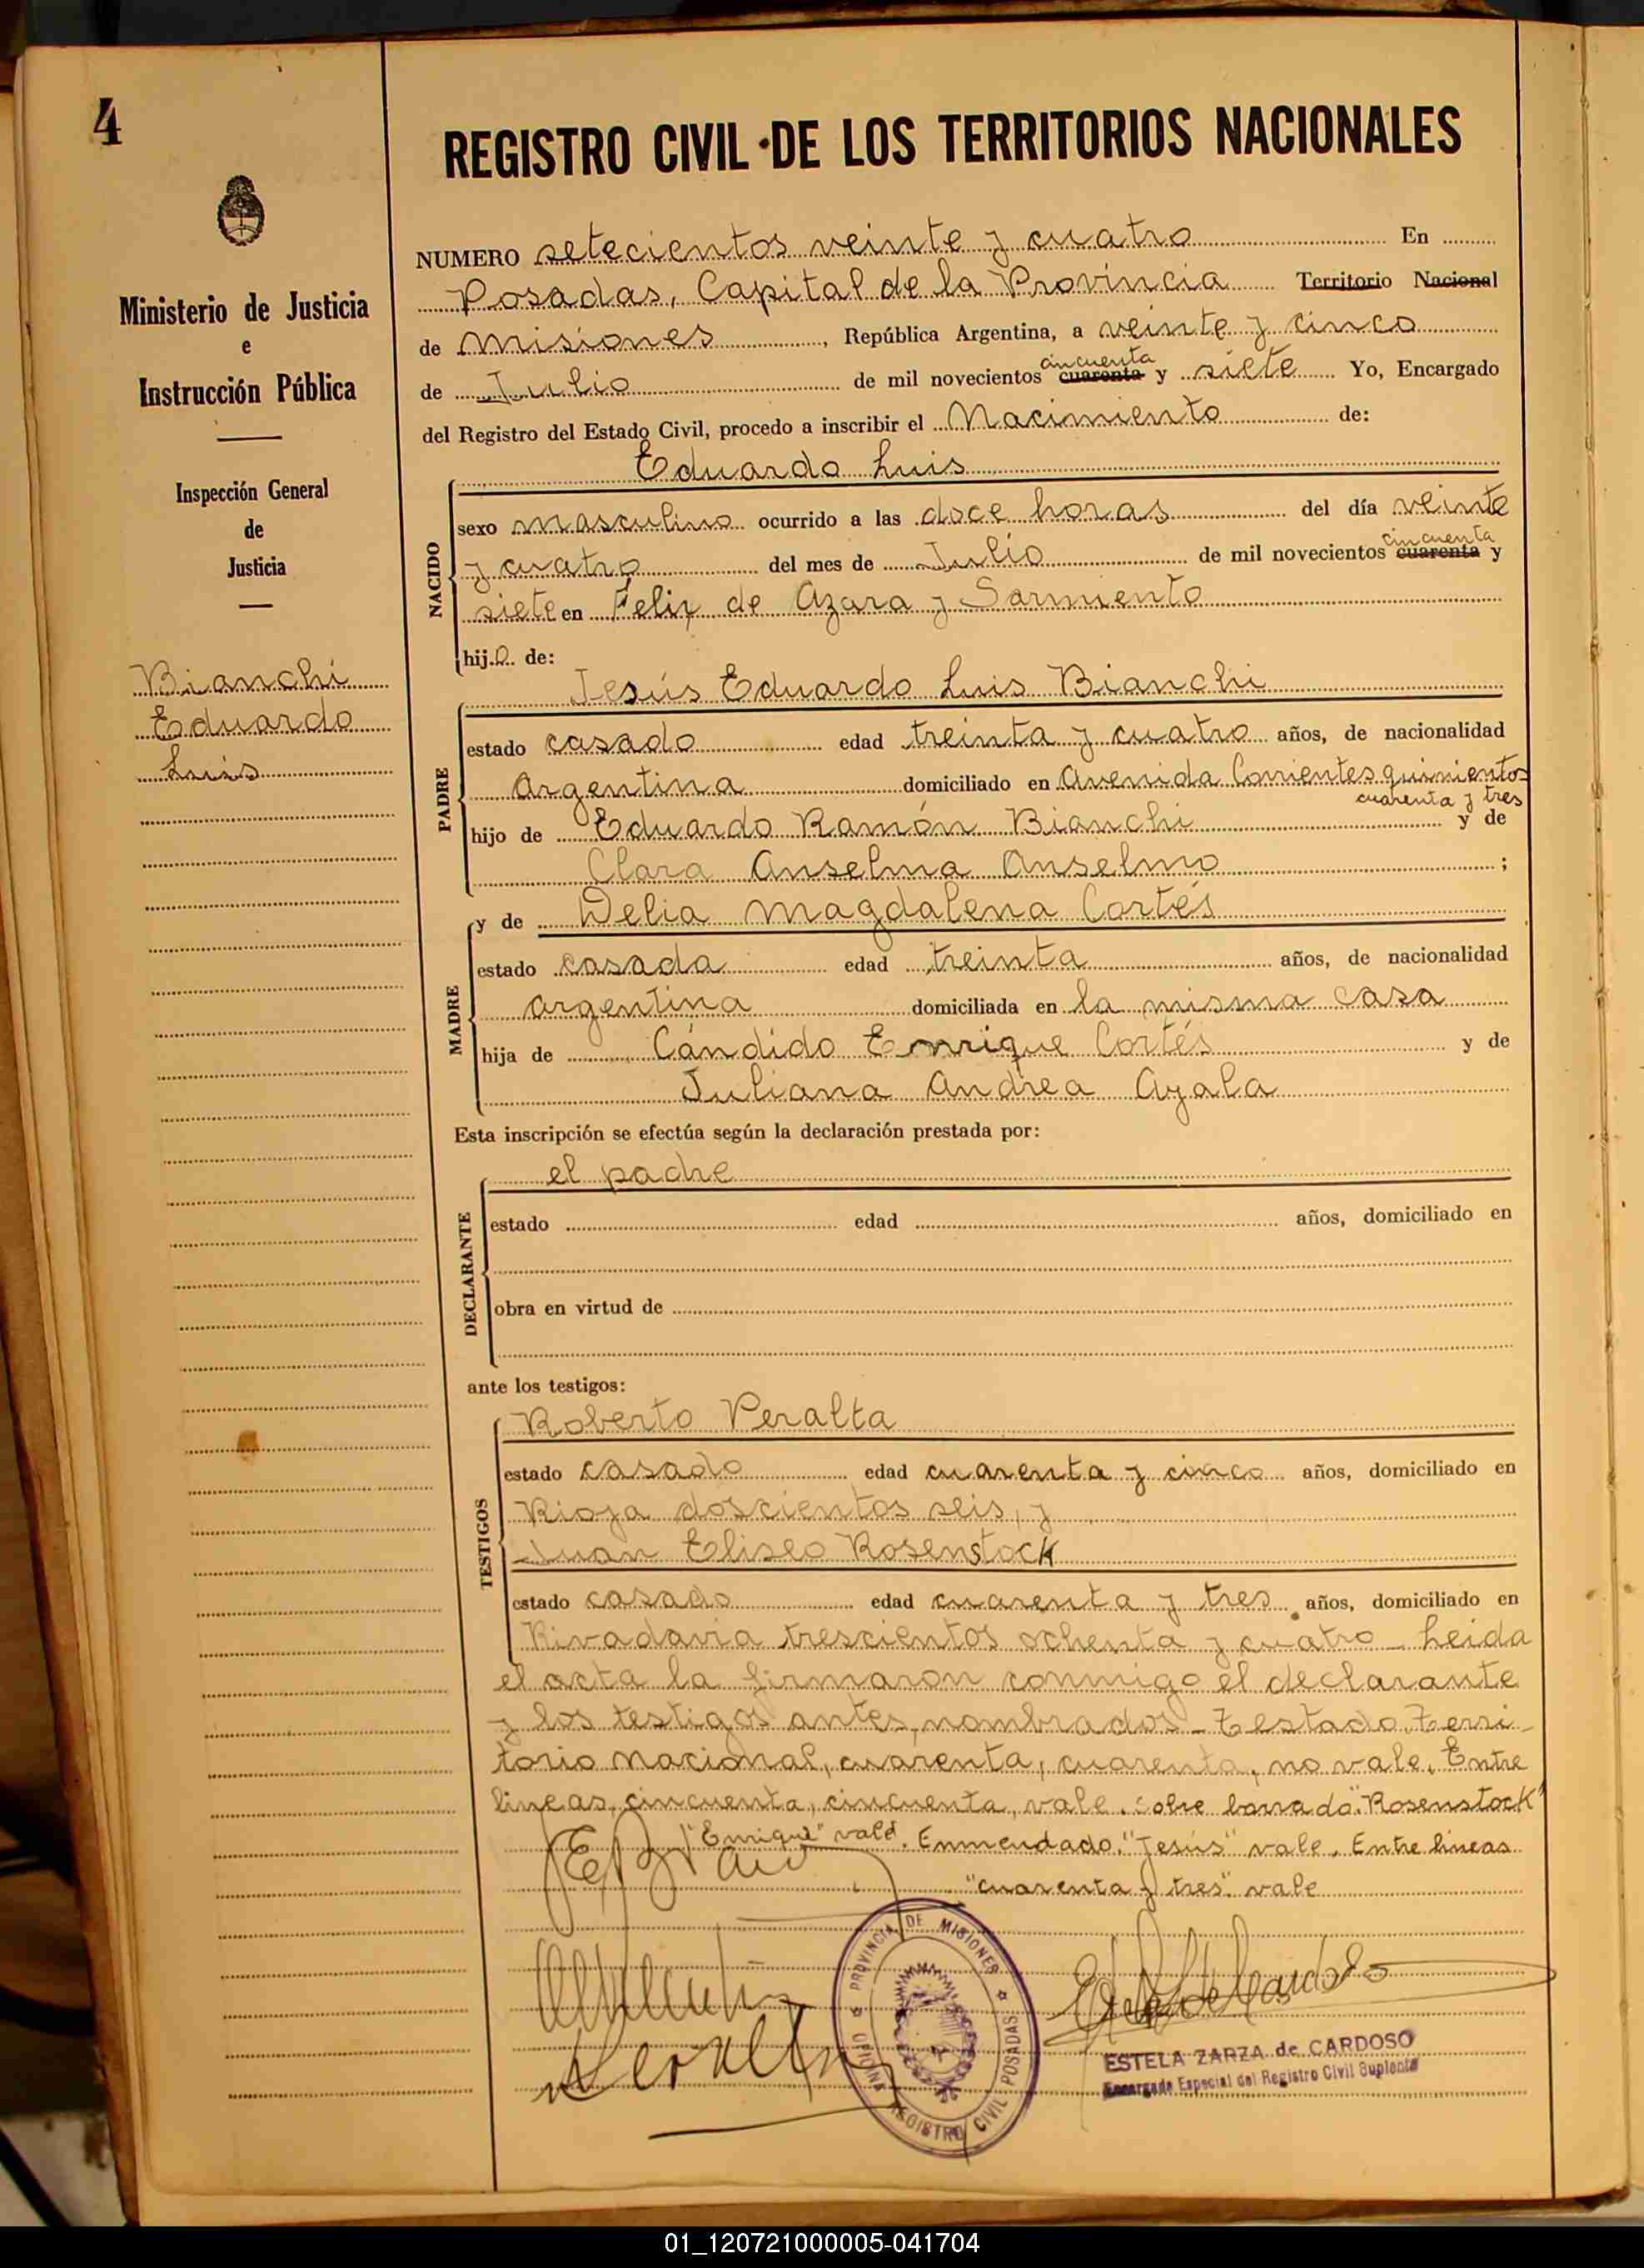 4
REGISTRO CIVIL DE LOS TERRITORIOS NACIONALES
Ministerio de Justicia
e
Instrucción Pública
Inspección General
de
Justicia
Bianchi
Eduardo
Luis
NUMERO setecientos veinte y cuatro En
Posadas, Capital de la Provincia Territorio Nacional
de Misiones, República Argentina, a veinte y cinco
de Julio de mil novecientos cuarenta cincuenta y siete Yo, Encargado
del Registro del Estado Civil, procedo a inscribir el Nacimiento de:
Eduardo Luis
NACIDO
sexo masculino ocurrido a las doce horas del día veinte
y cuatro del mes de Julio de mil novecientos cuarenta cincuenta y
siete en Felix de Azara y Sarmiento
hijo de:
Jesús Eduardo Luis Bianchi
PADRE
estado casado edad treinta y cuatro años, de nacionalidad
Argentina domiciliado en Avenida Corrientes quinientos
cuarenta y tres
hijo de Eduardo Ramón Bianchi y de
Clara Anselma Anselmo ;
y de Delia Magdalena Cortés
MADRE
estado casada edad treinta años, de nacionalidad
argentina domiciliada en la misma casa
hija de Cándido Enrique Cortés y de
Juliana Andrea Ayala
Esta inscripción se efectúa según la declaración prestada por:
el padre
DECLARANTE
estado edad años, domiciliado en
obra en virtud de
ante los testigos:
Roberto Peralta
TESTIGOS
estado casado edad cuarenta y cinco años, domiciliado en
Rioja doscientos seis, y
Juan Eliseo Rosenstock
estado casado edad cuarenta y tres años, domiciliado en
Rivadavia trescientos ochenta y cuatro - Leida
el acta la firmaron conmigo el declarante
y los testigos antes nombrados - Testado. Terri-
torio Nacional, cuarenta, cuarenta, no vale. Entre
lineas, cincuenta, cincuenta, vale. Sobre borrado "Rosenstock"
"Enrique" vale. Enmendado. "Jesús" vale. Entre lineas
"cuarenta y tres" vale
PROVINCIA DE MISIONES
OFICINA REGISTRO CIVIL POSADAS
ESTELA ZARZA de CARDOSO
Encargada Especial del Registro Civil Suplente
01_120721000005-041704